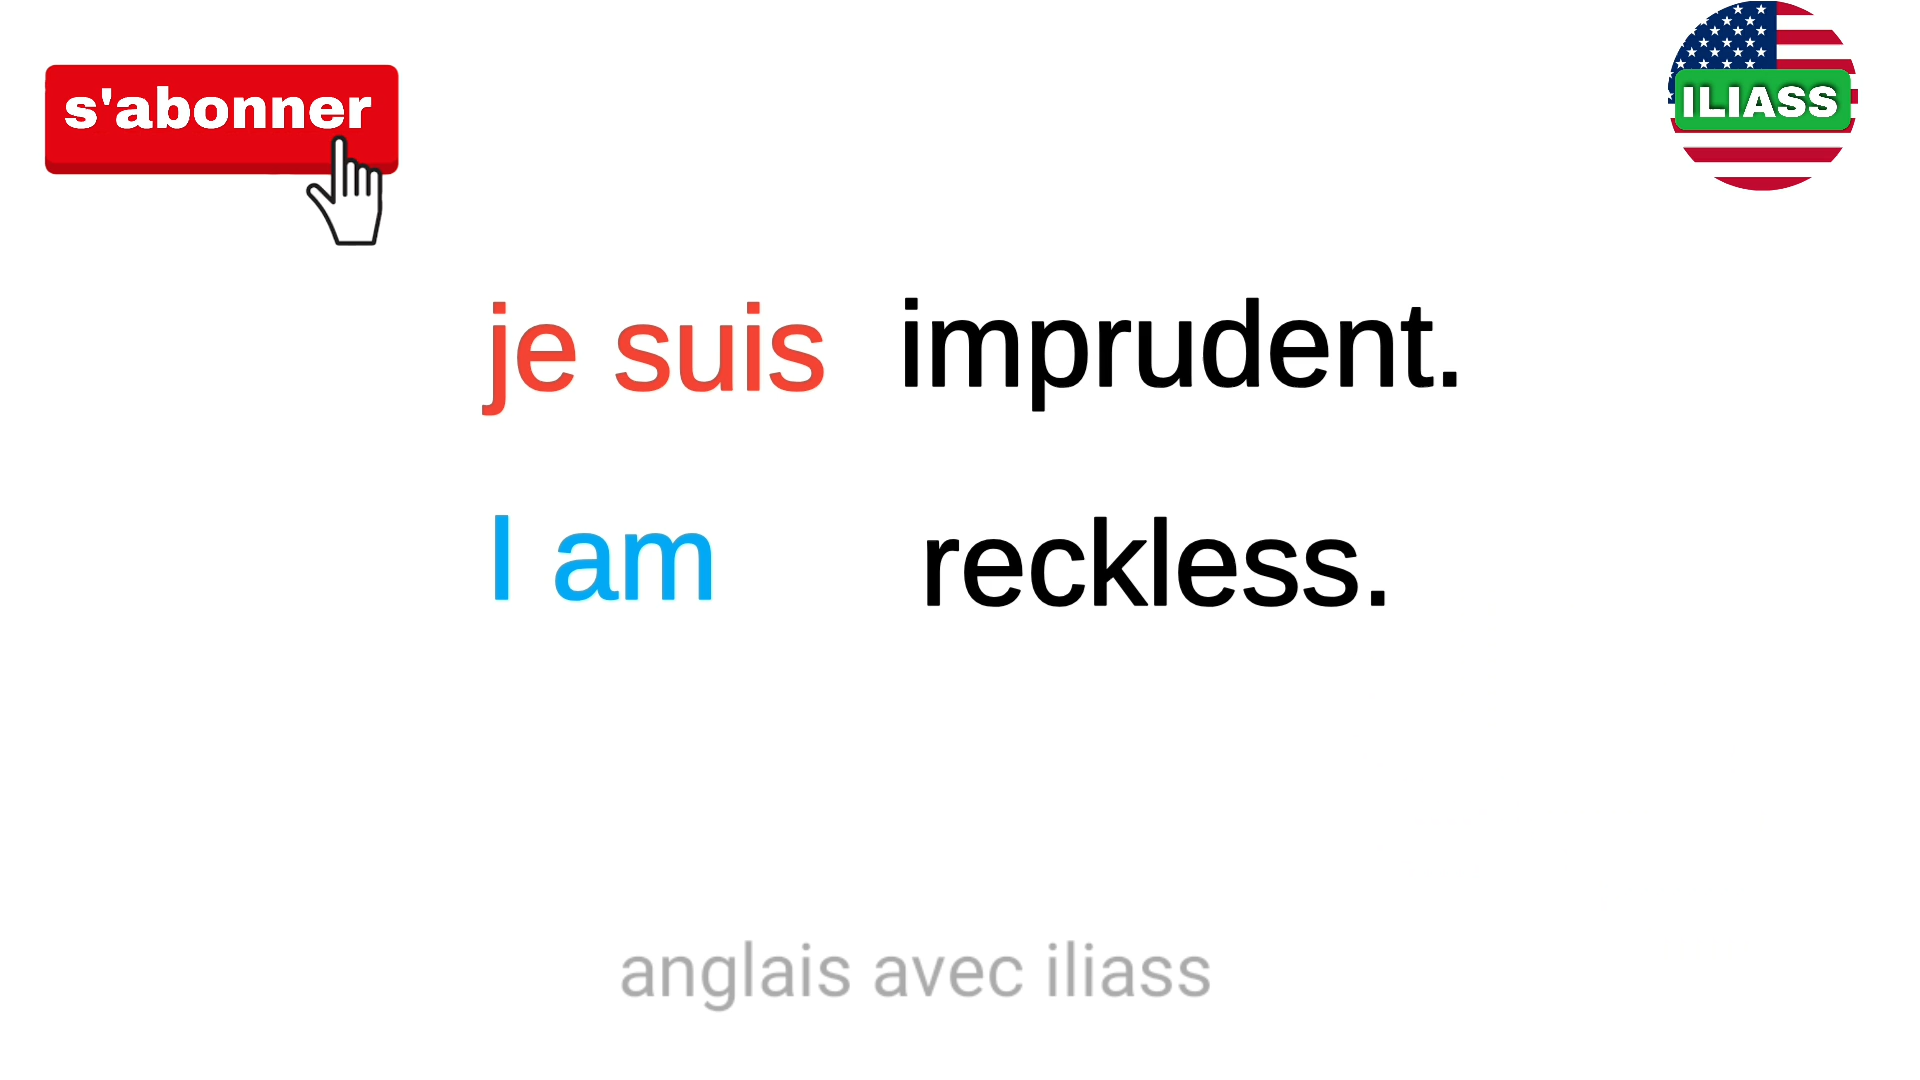 s'abonner
ILIASS
je suis imprudent.
I am reckless.
anglais avec iliass